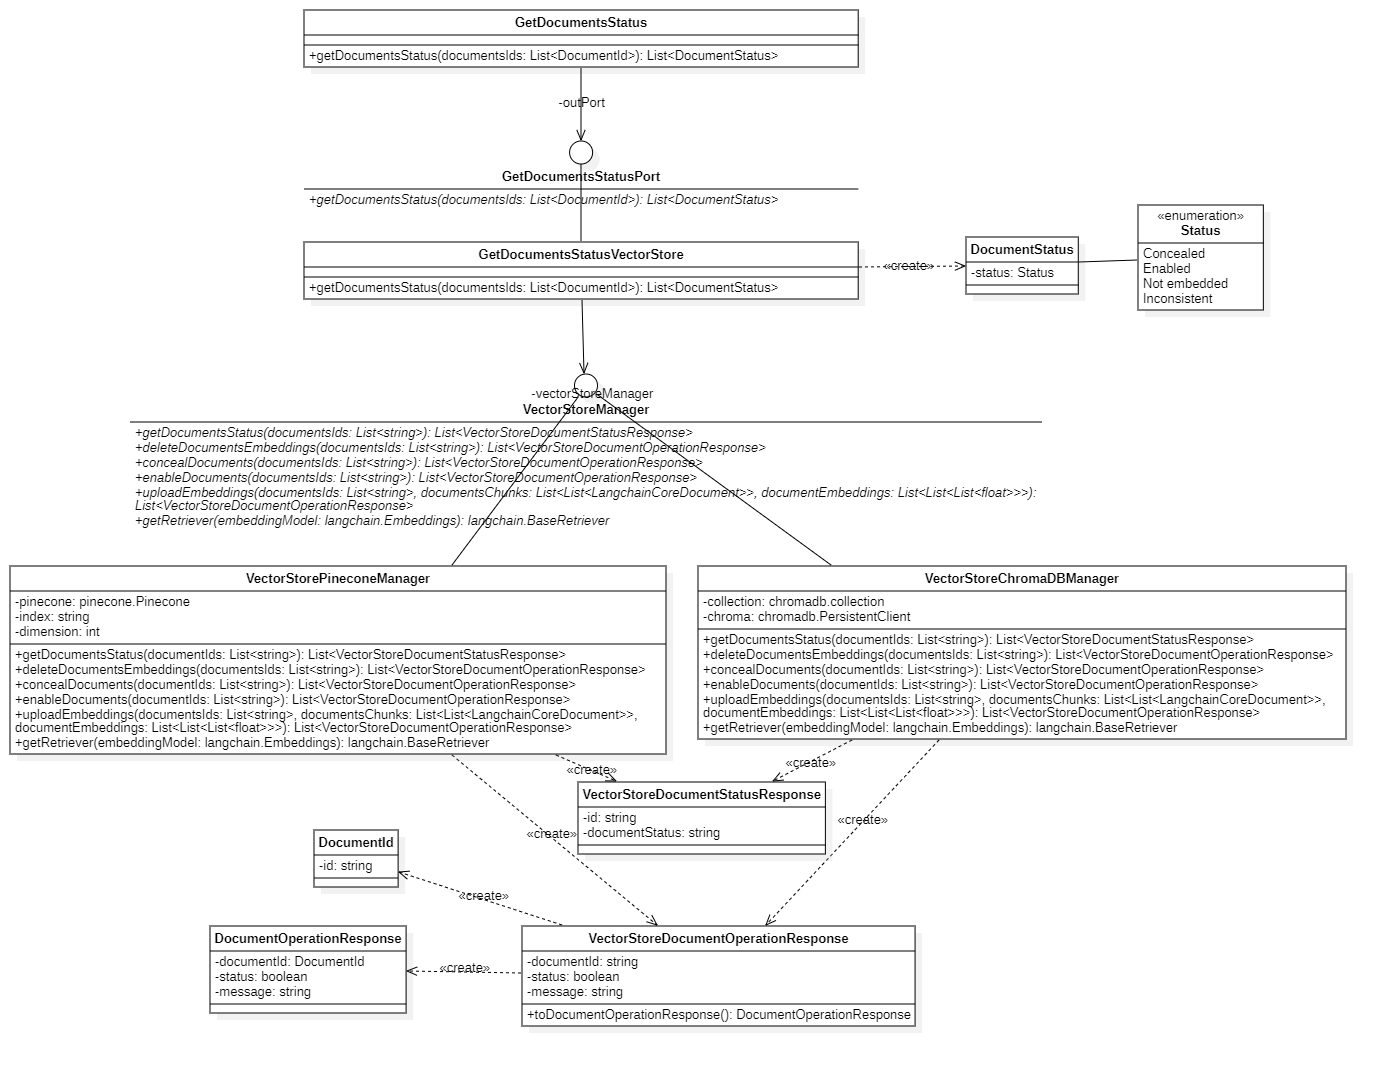 GetDocumentsStatus
+getDocumentsStatus(documentsIds: List<DocumentId>): List<DocumentStatus>
-outPort
GetDocumentsStatusPort
+getDocumentsStatus(documentsIds: List<DocumentId>): List<DocumentStatus>
GetDocumentsStatusVectorStore
+getDocumentsStatus(documentsIds: List<DocumentId>): List<DocumentStatus>
«create»
DocumentStatus
-status: Status
«enumeration»
Status
Concealed
Enabled
Not embedded
Inconsistent
-vectorStoreManager
VectorStoreManager
+getDocumentsStatus(documentsIds: List<string>): List<VectorStoreDocumentStatusResponse>
+deleteDocumentsEmbeddings(documentsIds: List<string>): List<VectorStoreDocumentOperationResponse>
+concealDocuments(documentsIds: List<string>): List<VectorStoreDocumentOperationResponse>
+enableDocuments(documentsIds: List<string>): List<VectorStoreDocumentOperationResponse>
+uploadEmbeddings(documentsIds: List<string>, documentsChunks: List<List<LangchainCoreDocument>>, documentEmbeddings: List<List<List<float>>>):
List<VectorStoreDocumentOperationResponse>
+getRetriever(embeddingModel: langchain.Embeddings): langchain.BaseRetriever
VectorStorePineconeManager
-pinecone: pinecone.Pinecone
-index: string
-dimension: int
+getDocumentsStatus(documentIds: List<string>): List<VectorStoreDocumentStatusResponse>
+deleteDocumentsEmbeddings(documentsIds: List<string>): List<VectorStoreDocumentOperationResponse>
+concealDocuments(documentIds: List<string>): List<VectorStoreDocumentOperationResponse>
+enableDocuments(documentIds: List<string>): List<VectorStoreDocumentOperationResponse>
+uploadEmbeddings(documentsIds: List<string>, documentsChunks: List<List<LangchainCoreDocument>>,
documentEmbeddings: List<List<List<float>>>): List<VectorStoreDocumentOperationResponse>
+getRetriever(embeddingModel: langchain.Embeddings): langchain.BaseRetriever
VectorStoreChromaDBManager
-collection: chromadb.collection
-chroma: chromadb.PersistentClient
+getDocumentsStatus(documentIds: List<string>): List<VectorStoreDocumentStatusResponse>
+deleteDocumentsEmbeddings(documentsIds: List<string>): List<VectorStoreDocumentOperationResponse>
+concealDocuments(documentIds: List<string>): List<VectorStoreDocumentOperationResponse>
+enableDocuments(documentIds: List<string>): List<VectorStoreDocumentOperationResponse>
+uploadEmbeddings(documentsIds: List<string>, documentsChunks: List<List<LangchainCoreDocument>>,
documentEmbeddings: List<List<List<float>>>): List<VectorStoreDocumentOperationResponse>
+getRetriever(embeddingModel: langchain.Embeddings): langchain.BaseRetriever
«create»
«create»
VectorStoreDocumentStatusResponse
-id: string
-documentStatus: string
«create»
«create»
DocumentId
-id: string
«create»
DocumentOperationResponse
-documentId: DocumentId
-status: boolean
-message: string
«create»
VectorStoreDocumentOperationResponse
-documentId: string
-status: boolean
-message: string
+toDocumentOperationResponse(): DocumentOperationResponse